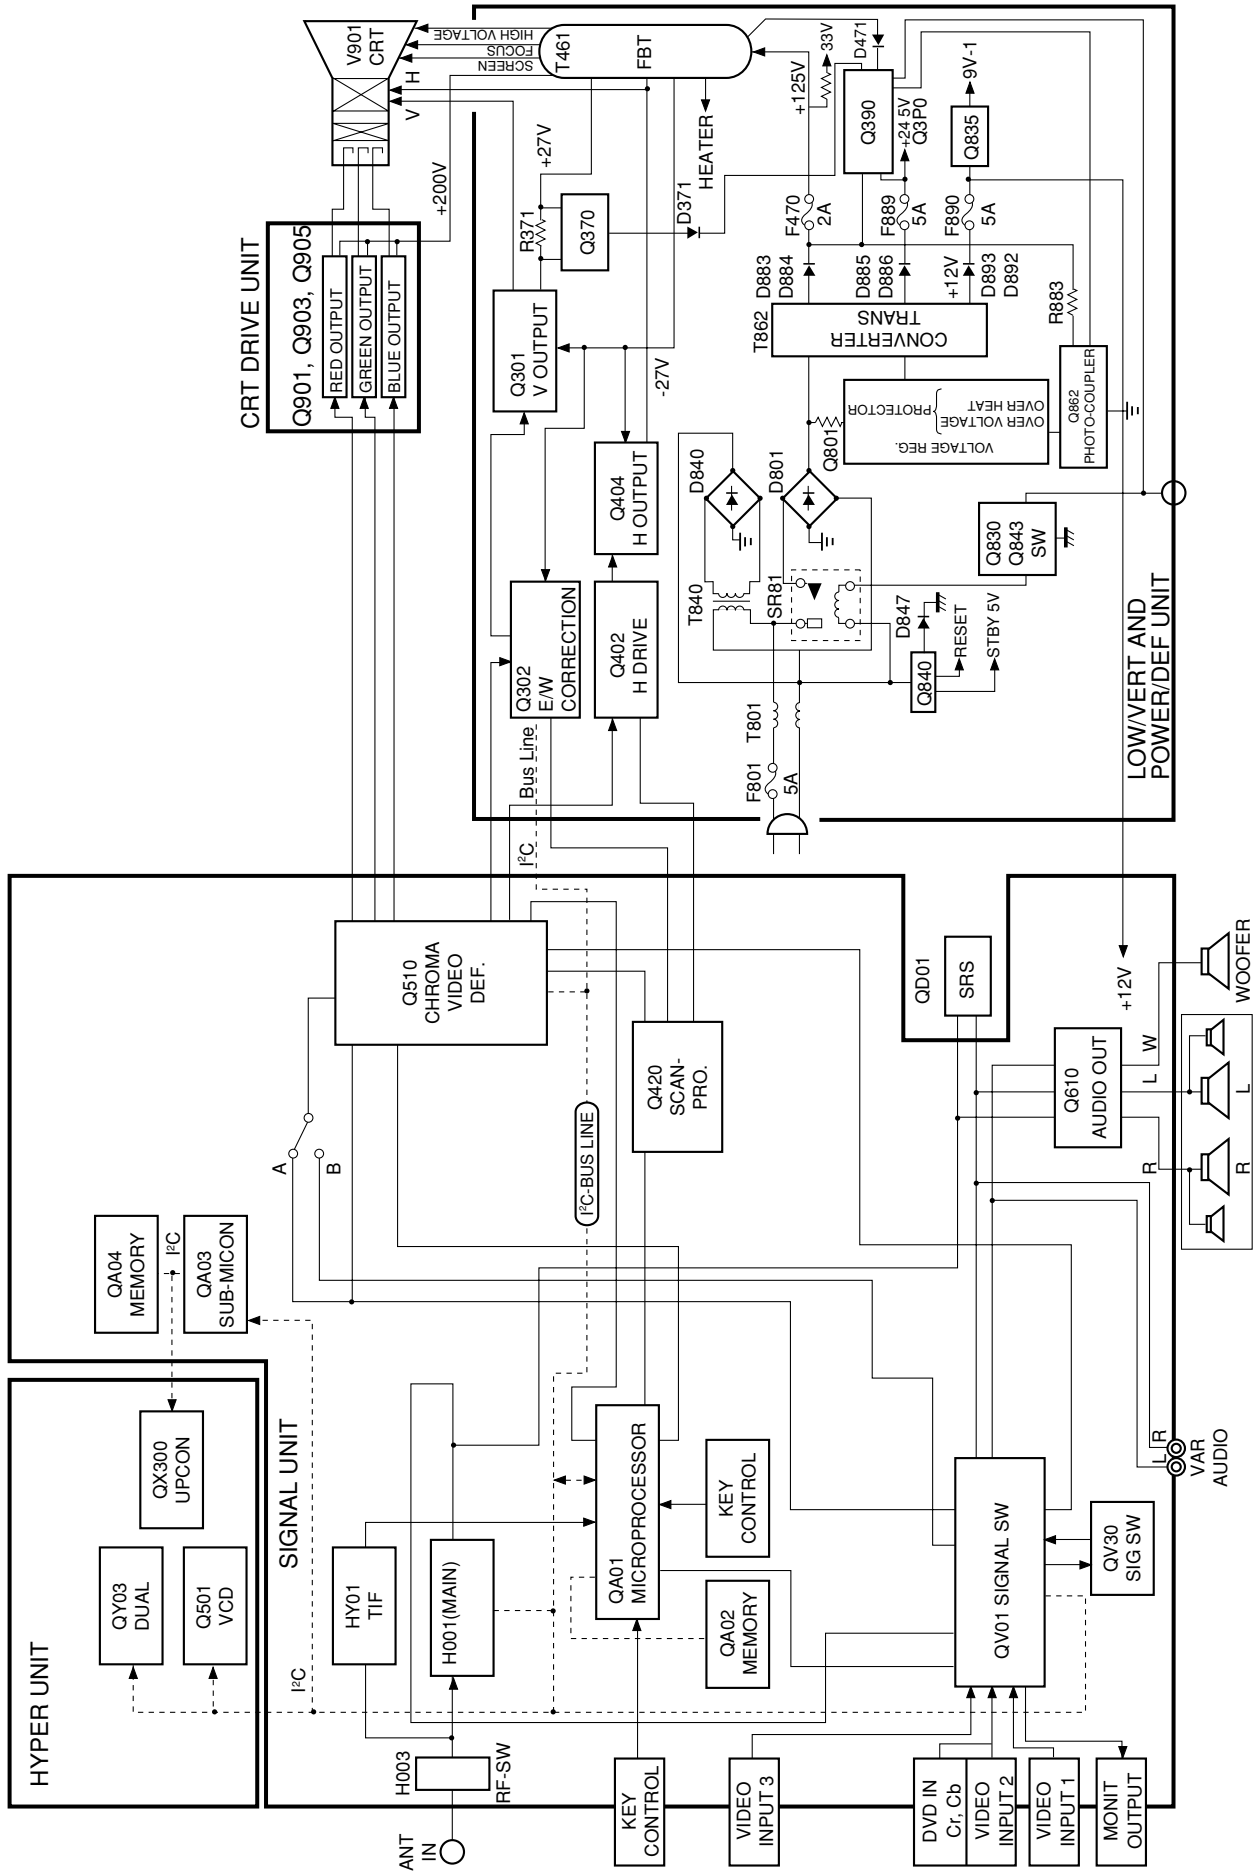 HYPER UNIT
QY03
DUAL
QX300
UPCON
Q501
VCD
I²C
QA04
MEMORY
I²C
QA03
SUB-MICON
SIGNAL UNIT
ANT
IN
H003
RF-SW
HY01
TIF
H001(MAIN)
QA01
MICROPROCESSOR
KEY
CONTROL
QA02
MEMORY
KEY
CONTROL
VIDEO
INPUT 3
DVD IN
Cr, Cb
VIDEO
INPUT 2
VIDEO
INPUT 1
MONIT
OUTPUT
QV01 SIGNAL SW
QV30
SIG SW
L
R
VAR
AUDIO
A
B
I²C-BUS LINE
Q510
CHROMA
VIDEO
DEF.
Q420
SCAN-
PRO.
QD01
SRS
Q610
AUDIO OUT
R
L
W
+12V
R
L
WOOFER
CRT DRIVE UNIT
Q901, Q903, Q905
RED OUTPUT
GREEN OUTPUT
BLUE OUTPUT
+200V
V901
CRT
V
H
SCREEN
FOCUS
HIGH VOLTAGE
T461
FBT
HEATER
I²C
Bus Line
Q302
E/W
CORRECTION
Q402
H DRIVE
Q404
H OUTPUT
Q301
V OUTPUT
R371
+27V
Q370
D371
-27V
F801
5A
T801
T840
D840
SR81
D801
Q801
Q840
D847
RESET
STBY 5V
Q830
Q843
SW
VOLTAGE REG.
OVER VOLTAGE
OVER HEAT
PROTECTOR
Q862
PHOTO-COUPLER
R883
T862
CONVERTER
TRANS
D883
D884
D885
D886
+12V
D893
D892
F470
2A
F889
5A
F890
5A
+125V
33V
D471
Q390
+24 5V
Q3P0
Q835
9V-1
LOW/VERT AND
POWER/DEF UNIT